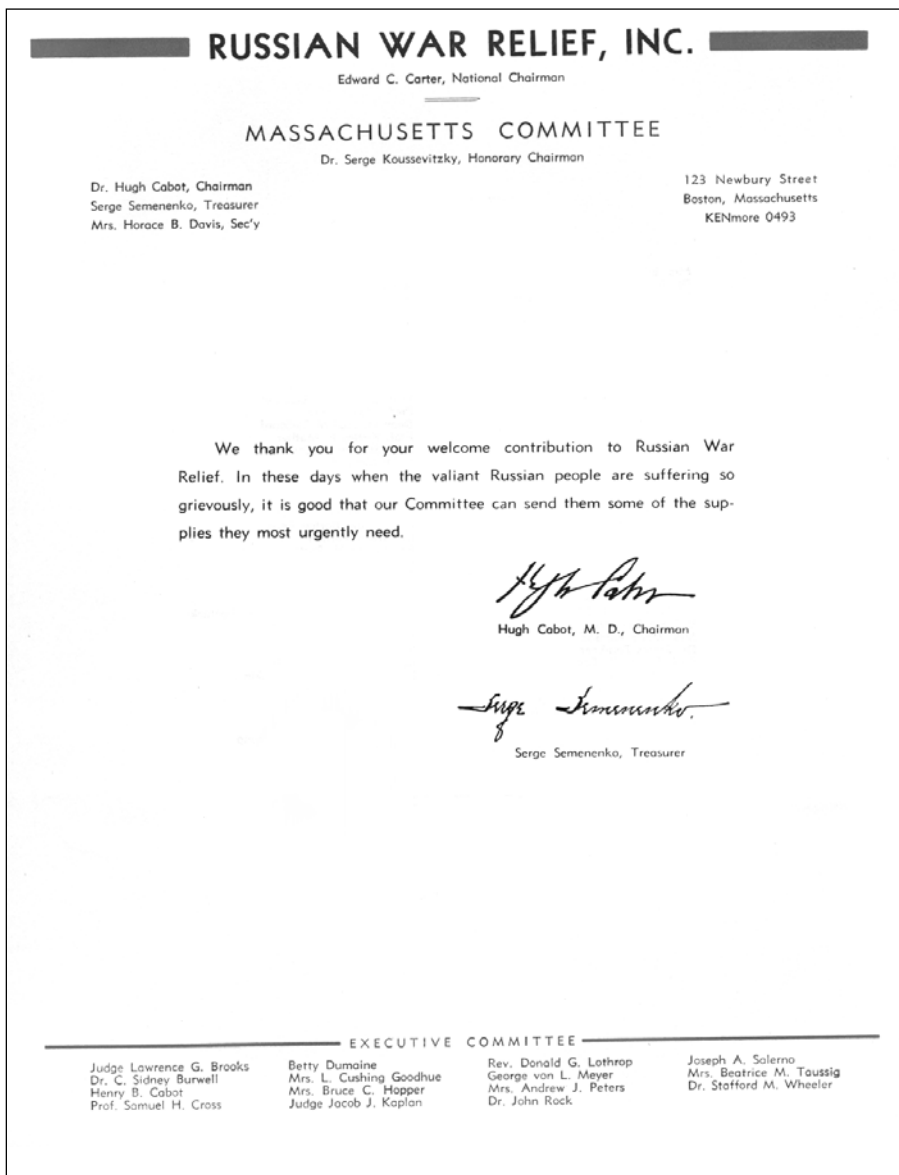 RUSSIAN WAR RELIEF, INC.
Edward C. Carter, National Chairman
MASSACHUSETTS COMMITTEE
Dr. Serge Koussevitzky, Honorary Chairman
Dr. Hugh Cabot, Chairman
Serge Semenenko, Treasurer
Mrs. Horace B. Davis, Sec'y
123 Newbury Street
Boston, Massachusetts
KENmore 0493
We thank you for your welcome contribution to Russian War
Relief. In these days when the valiant Russian people are suffering so
grievously, it is good that our Committee can send them some of the sup-
plies they most urgently need.
Hugh Cabot
Hugh Cabot, M. D., Chairman
Serge Semenenko.
Serge Semenenko, Treasurer
EXECUTIVE COMMITTEE
Judge Lawrence G. Brooks
Dr. C. Sidney Burwell
Henry B. Cabot
Prof. Samuel H. Cross
Betty Dumaine
Mrs. L. Cushing Goodhue
Mrs. Bruce C. Hopper
Judge Jacob J. Kaplan
Rev. Donald G. Lothrop
George von L. Meyer
Mrs. Andrew J. Peters
Dr. John Rock
Joseph A. Salerno
Mrs. Beatrice M. Taussig
Dr. Stafford M. Wheeler